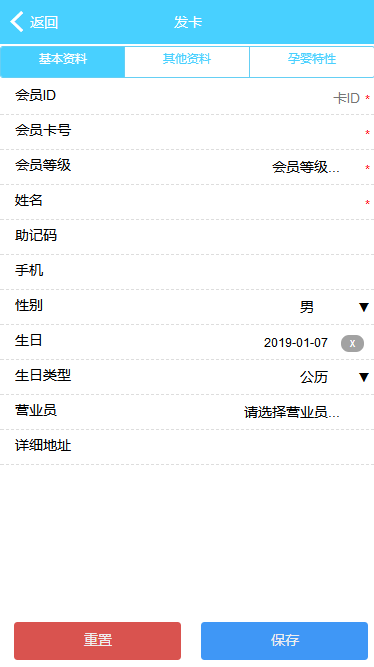 返回 发卡
基本资料 其他资料 孕婴特性
会员ID 卡ID *
会员卡号 *
会员等级 会员等级... *
姓名 *
助记码
手机
性别 男 ▼
生日 2019-01-07 x
生日类型 公历 ▼
营业员 请选择营业员...
详细地址
重置 保存